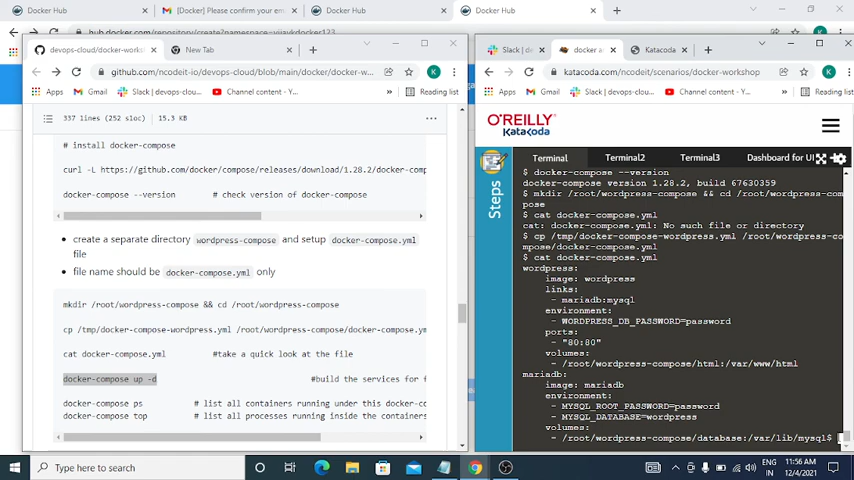 Docker Hub
[Docker] Please confirm your em
Docker Hub
Docker Hub
devops-cloud/docker-works
New Tab
github.com/ncodeit/devops-cloud/blob/main/docker/docker-w...
K
Apps
Gmail
Slack | devops-clou...
Channel content - Y...
»
Reading list
337 lines (252 sloc)
15.3 KB
# install docker-compose
curl -L https://github.com/docker/compose/releases/download/1.28.2/docker-comp
docker-compose --version # check version of docker-compose
create a separate directory wordpress-compose and setup docker-compose.yml
file
file name should be docker-compose.yml only
mkdir /root/wordpress-compose && cd /root/wordpress-compose
cp /tmp/docker-compose-wordpress.yml /root/wordpress-compose/docker-compose.ym
cat docker-compose.yml #take a quick look at the file
docker-compose up -d #build the services for f
docker-compose ps # list all containers running under this docker-co
docker-compose top # list all processes running inside the containers
Slack | de
docker a
Katacoda
katacoda.com/ncodeit/scenarios/docker-workshop
K
Apps
Gmail
Slack | devops-clou...
Channel content - Y...
»
Reading list
O'REILLY
KATACODA
Steps
Terminal
Terminal2
Terminal3
Dashboard for UI
$ docker-compose --version
docker-compose version 1.28.2, build 67630359
$ mkdir /root/wordpress-compose && cd /root/wordpress-com
pose
$ cat docker-compose.yml
cat: docker-compose.yml: No such file or directory
$ cp /tmp/docker-compose-wordpress.yml /root/wordpress-co
mpose/docker-compose.yml
$ cat docker-compose.yml
wordpress:
image: wordpress
links:
- mariadb:mysql
environment:
- WORDPRESS_DB_PASSWORD=password
ports:
- "80:80"
volumes:
- /root/wordpress-compose/html:/var/www/html
mariadb:
image: mariadb
environment:
- MYSQL_ROOT_PASSWORD=password
- MYSQL_DATABASE=wordpress
volumes:
- /root/wordpress-compose/database:/var/lib/mysql$
Type here to search
ENG
IN
11:56 AM
12/4/2021